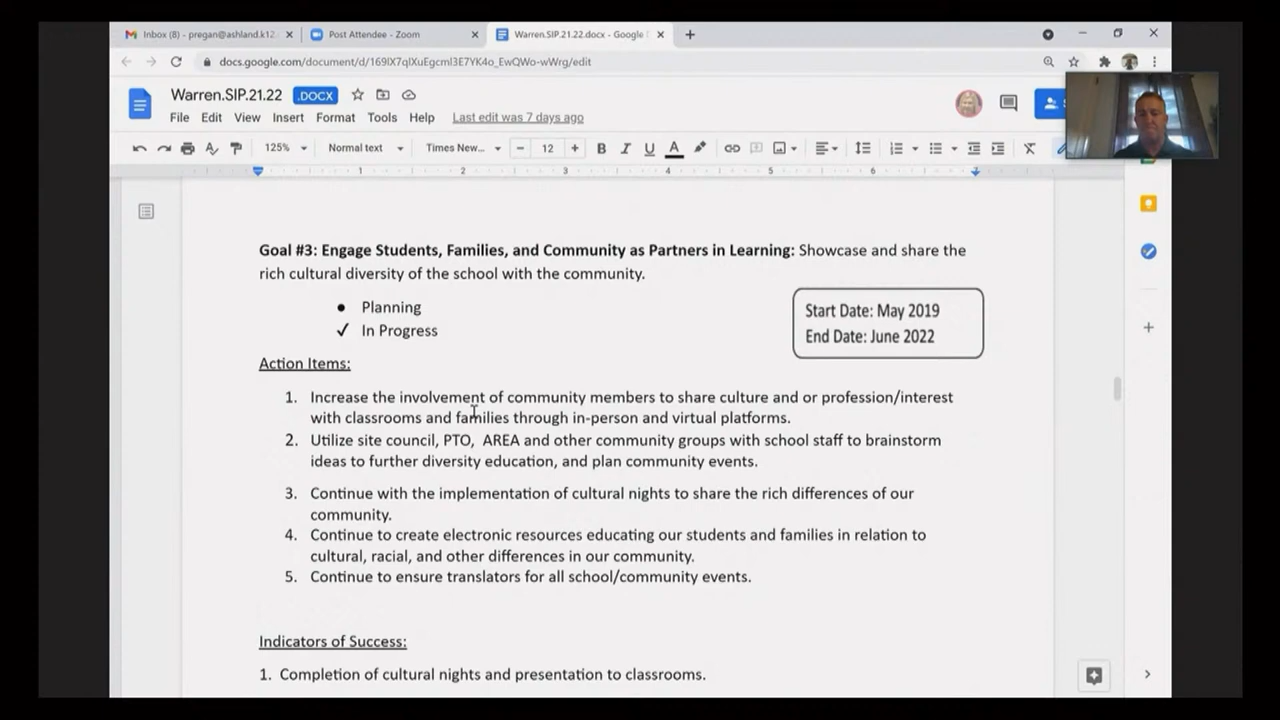 Inbox (8) - pregan@ashland.k12.
Post Attendee - Zoom
Warren.SIP.21.22.docx - Google
docs.google.com/document/d/169lX7qlXuEgcml3E7YK4o_EwQWo-wWrg/edit
Warren.SIP.21.22 .DOCX
File Edit View Insert Format Tools Help Last edit was 7 days ago
125% Normal text Times New... 12 B I U A
1 2 3 4 5 6
Goal #3: Engage Students, Families, and Community as Partners in Learning: Showcase and share the
rich cultural diversity of the school with the community.
● Planning
✓ In Progress
Start Date: May 2019
End Date: June 2022
Action Items:
1. Increase the involvement of community members to share culture and or profession/interest
with classrooms and families through in-person and virtual platforms.
2. Utilize site council, PTO, AREA and other community groups with school staff to brainstorm
ideas to further diversity education, and plan community events.
3. Continue with the implementation of cultural nights to share the rich differences of our
community.
4. Continue to create electronic resources educating our students and families in relation to
cultural, racial, and other differences in our community.
5. Continue to ensure translators for all school/community events.
Indicators of Success:
1. Completion of cultural nights and presentation to classrooms.